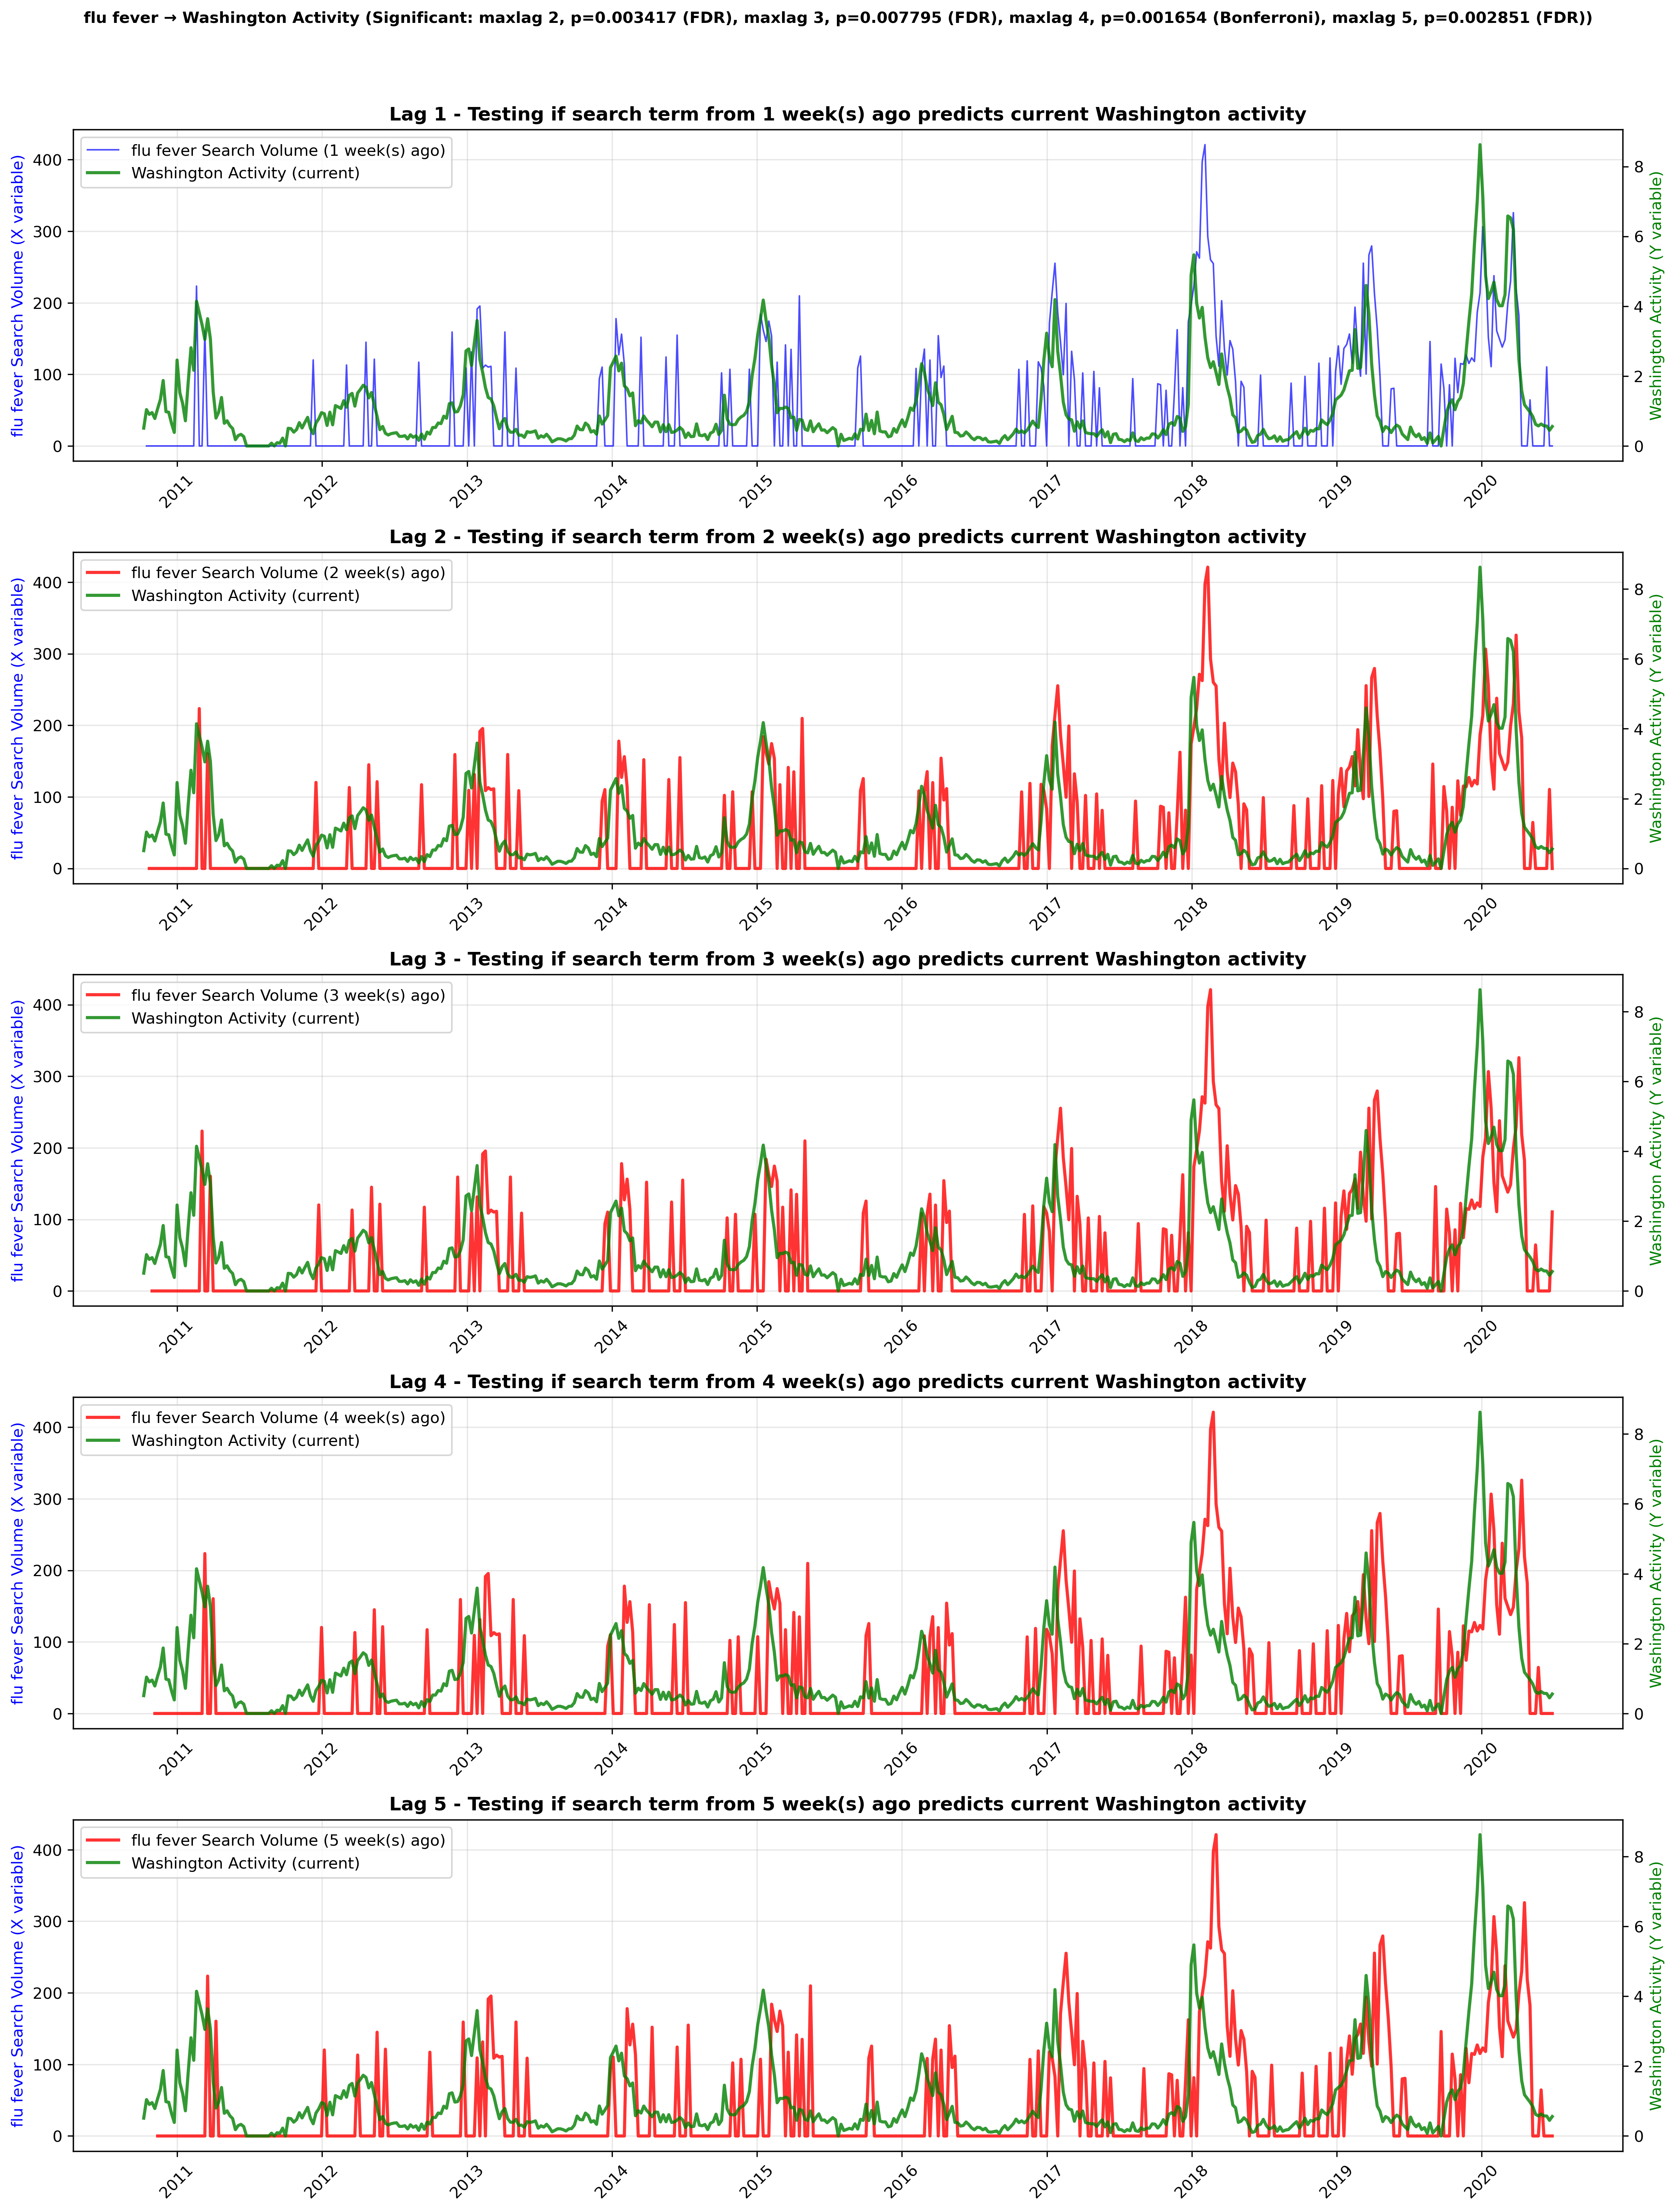 flu fever → Washington Activity (Significant: maxlag 2, p=0.003417 (FDR), maxlag 3, p=0.007795 (FDR), maxlag 4, p=0.001654 (Bonferroni), maxlag 5, p=0.002851 (FDR))
Lag 1 - Testing if search term from 1 week(s) ago predicts current Washington activity
flu fever Search Volume (1 week(s) ago)
Washington Activity (current)
flu fever Search Volume (X variable)
400
300
200
100
0
Washington Activity (Y variable)
8
6
4
2
0
2011 2012 2013 2014 2015 2016 2017 2018 2019 2020
Lag 2 - Testing if search term from 2 week(s) ago predicts current Washington activity
flu fever Search Volume (2 week(s) ago)
Washington Activity (current)
flu fever Search Volume (X variable)
400
300
200
100
0
Washington Activity (Y variable)
8
6
4
2
0
2011 2012 2013 2014 2015 2016 2017 2018 2019 2020
Lag 3 - Testing if search term from 3 week(s) ago predicts current Washington activity
flu fever Search Volume (3 week(s) ago)
Washington Activity (current)
flu fever Search Volume (X variable)
400
300
200
100
0
Washington Activity (Y variable)
8
6
4
2
0
2011 2012 2013 2014 2015 2016 2017 2018 2019 2020
Lag 4 - Testing if search term from 4 week(s) ago predicts current Washington activity
flu fever Search Volume (4 week(s) ago)
Washington Activity (current)
flu fever Search Volume (X variable)
400
300
200
100
0
Washington Activity (Y variable)
8
6
4
2
0
2011 2012 2013 2014 2015 2016 2017 2018 2019 2020
Lag 5 - Testing if search term from 5 week(s) ago predicts current Washington activity
flu fever Search Volume (5 week(s) ago)
Washington Activity (current)
flu fever Search Volume (X variable)
400
300
200
100
0
Washington Activity (Y variable)
8
6
4
2
0
2011 2012 2013 2014 2015 2016 2017 2018 2019 2020